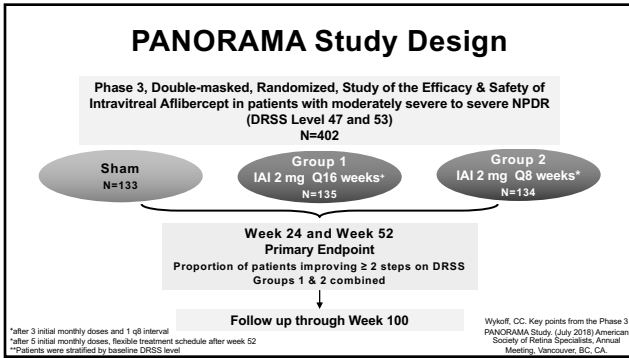 PANORAMA Study Design
Phase 3, Double-masked, Randomized, Study of the Efficacy & Safety of
Intravitreal Aflibercept in patients with moderately severe to severe NPDR
(DRSS Level 47 and 53)
N=402
Sham
N=133
Group 1
IAI 2 mg Q16 weeks+
N=135
Group 2
IAI 2 mg Q8 weeks*
N=134
Week 24 and Week 52
Primary Endpoint
Proportion of patients improving ≥ 2 steps on DRSS
Groups 1 & 2 combined
Follow up through Week 100
*after 3 initial monthly doses and 1 q8 interval
*after 5 initial monthly doses, flexible treatment schedule after week 52
**Patients were stratified by baseline DRSS level
Wykoff, CC. Key points from the Phase 3
PANORAMA Study. (July 2018) American
Society of Retina Specialists, Annual
Meeting, Vancouver, BC, CA.